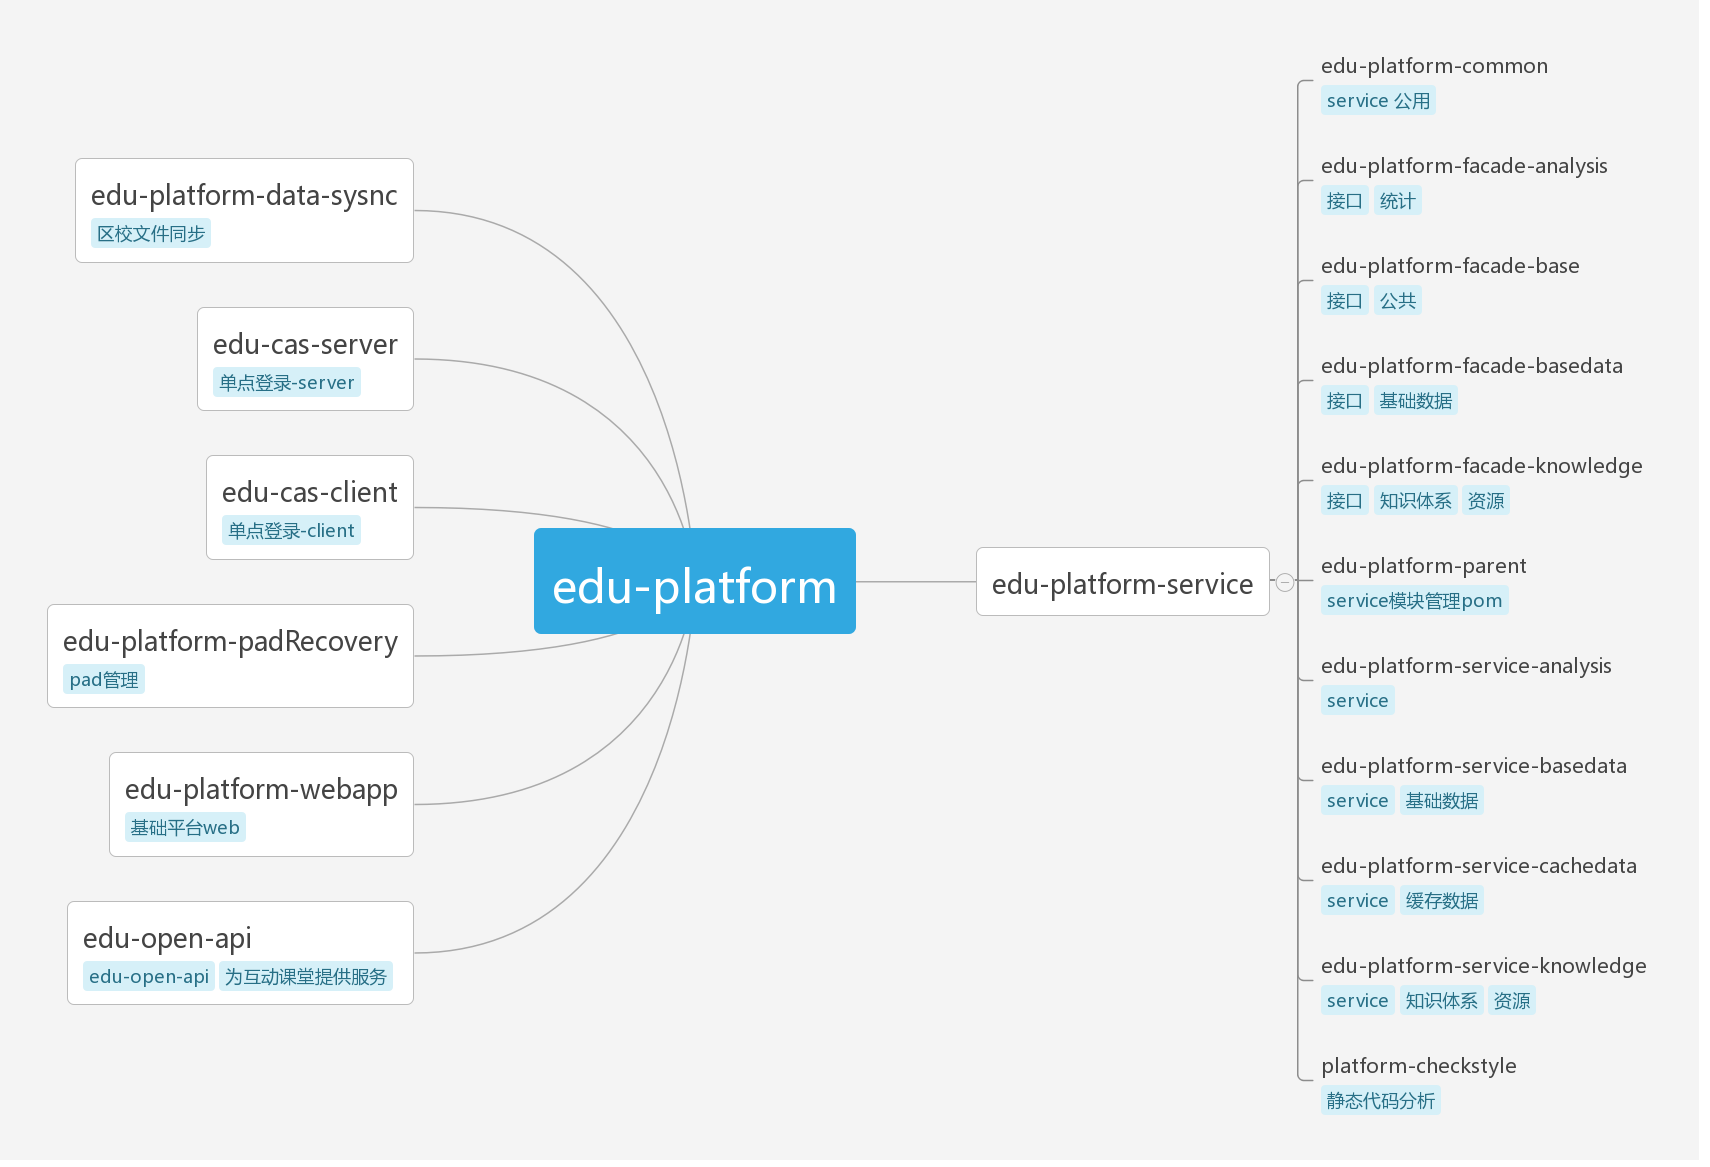 edu-platform-data-sysnc
区校文件同步
edu-cas-server
单点登录-server
edu-cas-client
单点登录-client
edu-platform-padRecovery
pad管理
edu-platform-webapp
基础平台web
edu-open-api
edu-open-api 为互动课堂提供服务
edu-platform
edu-platform-service
edu-platform-common
service 公用
edu-platform-facade-analysis
接口 统计
edu-platform-facade-base
接口 公共
edu-platform-facade-basedata
接口 基础数据
edu-platform-facade-knowledge
接口 知识体系 资源
edu-platform-parent
service模块管理pom
edu-platform-service-analysis
service
edu-platform-service-basedata
service 基础数据
edu-platform-service-cachedata
service 缓存数据
edu-platform-service-knowledge
service 知识体系 资源
platform-checkstyle
静态代码分析